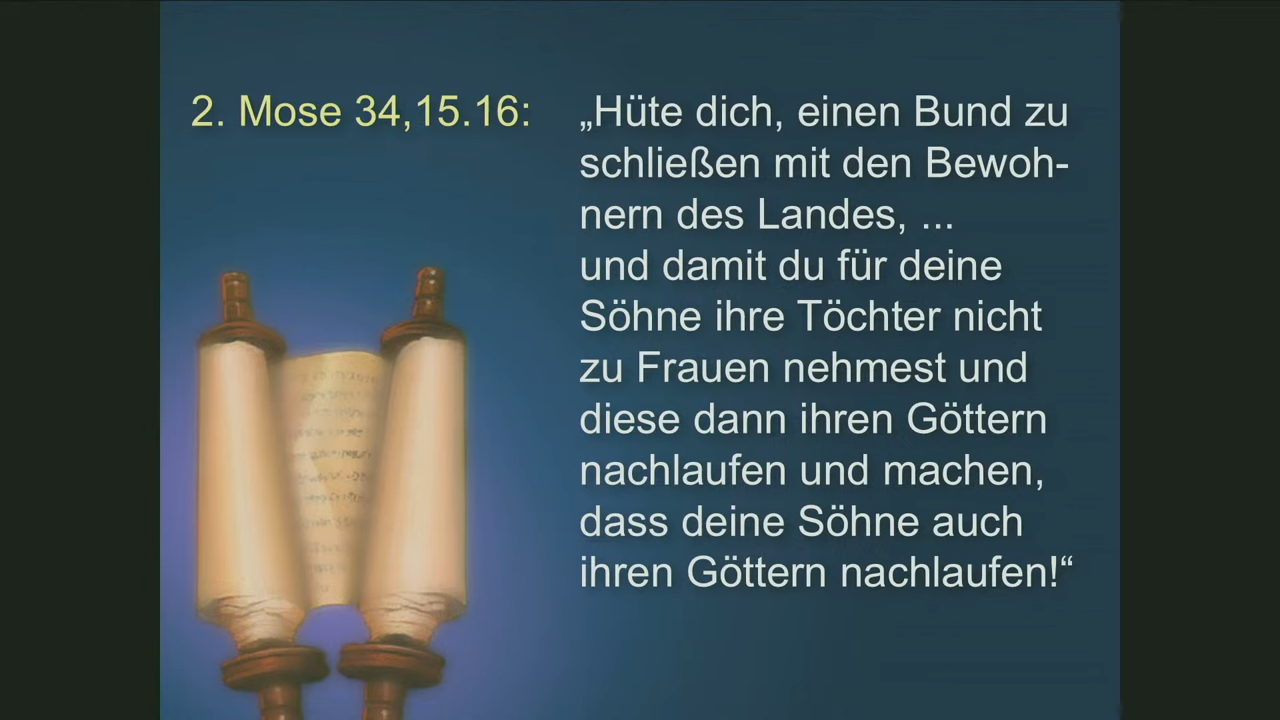 2. Mose 34,15.16:
„Hüte dich, einen Bund zu
schließen mit den Bewoh-
nern des Landes, ...
und damit du für deine
Söhne ihre Töchter nicht
zu Frauen nehmest und
diese dann ihren Göttern
nachlaufen und machen,
dass deine Söhne auch
ihren Göttern nachlaufen!“